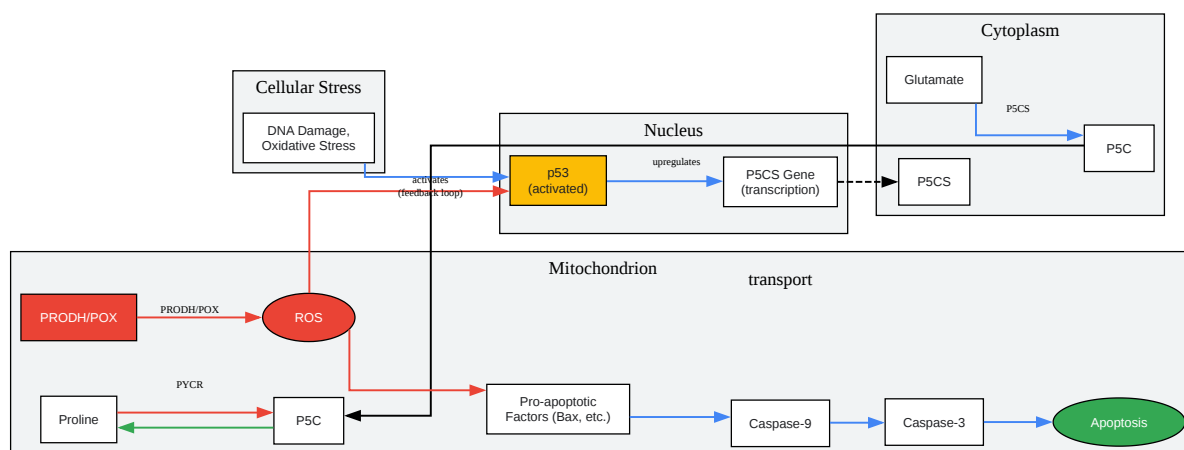 Cytoplasm
Glutamate
P5CS
P5C
P5CS
Cellular Stress
DNA Damage,
Oxidative Stress
Nucleus
activates
(feedback loop)
p53
(activated)
upregulates
P5CS Gene
(transcription)
Mitochondrion
transport
PRODH/POX
PRODH/POX
ROS
PYCR
Proline
P5C
Pro-apoptotic
Factors (Bax, etc.)
Caspase-9
Caspase-3
Apoptosis